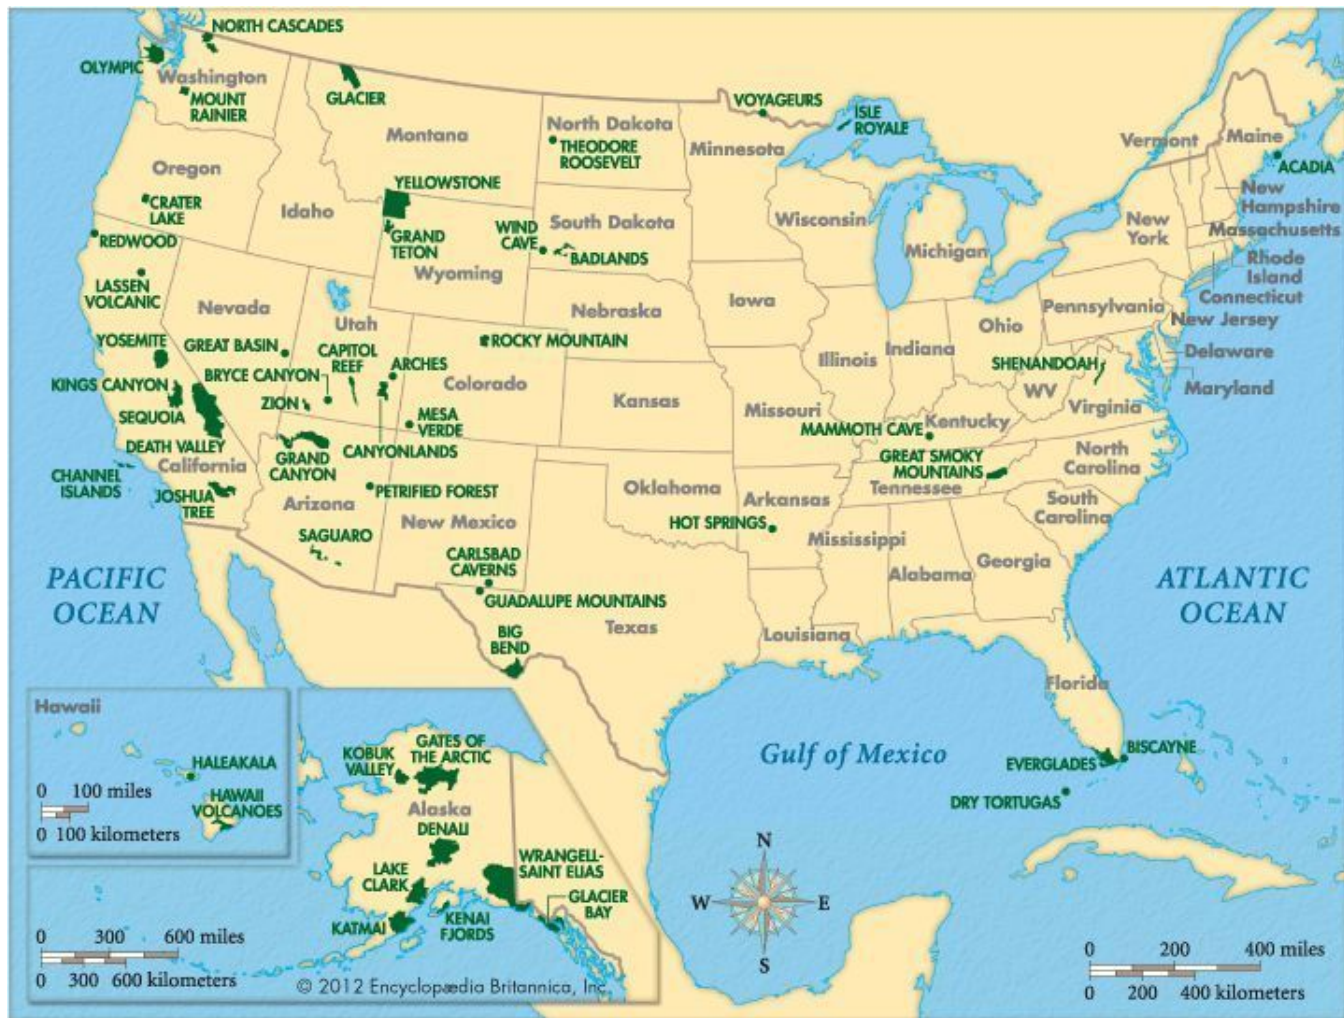 NORTH CASCADES
OLYMPIC
Washington
MOUNT
RAINIER
GLACIER
Montana
North Dakota
THEODORE
ROOSEVELT
VOYAGEURS
ISLE
ROYALE
Minnesota
Vermont
Maine
ACADIA
New
Hampshire
Massachusetts
Rhode
Island
Connecticut
New
York
Oregon
CRATER
LAKE
REDWOOD
Idaho
YELLOWSTONE
GRAND
TETON
Wyoming
WIND
CAVE
South Dakota
BADLANDS
Wisconsin
Michigan
LASSEN
VOLCANIC
Nevada
Utah
Nebraska
Iowa
Ohio
Pennsylvania
New Jersey
Delaware
Maryland
YOSEMITE
GREAT BASIN
CAPITOL
REEF
ARCHES
ROCKY MOUNTAIN
Colorado
Illinois
Indiana
SHENANDOAH
WV
Virginia
KINGS CANYON
BRYCE CANYON
SEQUOIA
ZION
DEATH VALLEY
California
GRAND
CANYON
CANYONLANDS
MESA
VERDE
Kansas
Missouri
MAMMOTH CAVE
Kentucky
GREAT SMOKY
MOUNTAINS
Tennessee
North
Carolina
South
Carolina
CHANNEL
ISLANDS
JOSHUA
TREE
Arizona
PETRIFIED FOREST
New Mexico
Oklahoma
Arkansas
HOT SPRINGS
Mississippi
Alabama
Georgia
SAGUARO
CARLSBAD
CAVERNS
GUADALUPE MOUNTAINS
Texas
BIG
BEND
Louisiana
Florida
PACIFIC
OCEAN
ATLANTIC
OCEAN
Gulf of Mexico
EVERGLADES
BISCAYNE
DRY TORTUGAS
Hawaii
HALEAKALA
HAWAII
VOLCANOES
0 100 miles
0 100 kilometers
KOBUK
VALLEY
GATES OF
THE ARCTIC
Alaska
DENALI
LAKE
CLARK
WRANGELL-
SAINT ELIAS
GLACIER
BAY
KATMAI
KENAI
FJORDS
0 300 600 miles
0 300 600 kilometers
© 2012 Encyclopædia Britannica, Inc.
N
W E
S
0 200 400 miles
0 200 400 kilometers